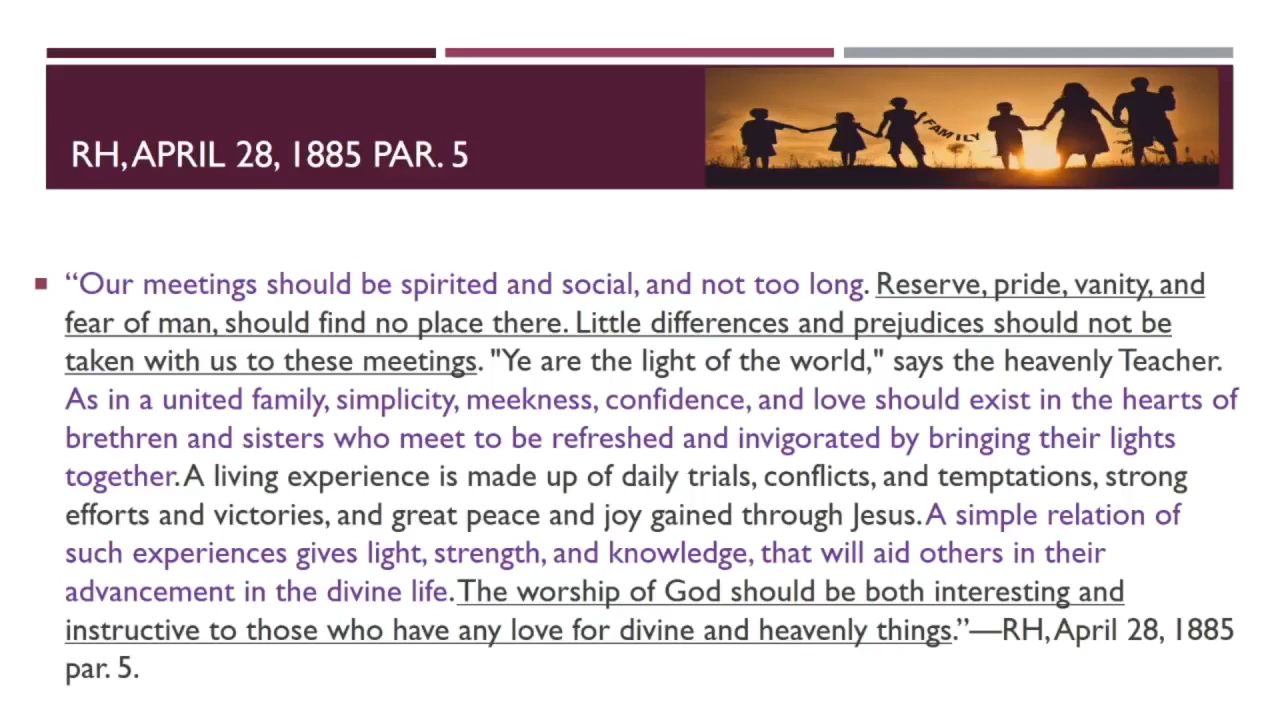 RH, APRIL 28, 1885 PAR. 5
FAMILY
“Our meetings should be spirited and social, and not too long. Reserve, pride, vanity, and
fear of man, should find no place there. Little differences and prejudices should not be
taken with us to these meetings. "Ye are the light of the world," says the heavenly Teacher.
As in a united family, simplicity, meekness, confidence, and love should exist in the hearts of
brethren and sisters who meet to be refreshed and invigorated by bringing their lights
together. A living experience is made up of daily trials, conflicts, and temptations, strong
efforts and victories, and great peace and joy gained through Jesus. A simple relation of
such experiences gives light, strength, and knowledge, that will aid others in their
advancement in the divine life. The worship of God should be both interesting and
instructive to those who have any love for divine and heavenly things.”—RH, April 28, 1885
par. 5.